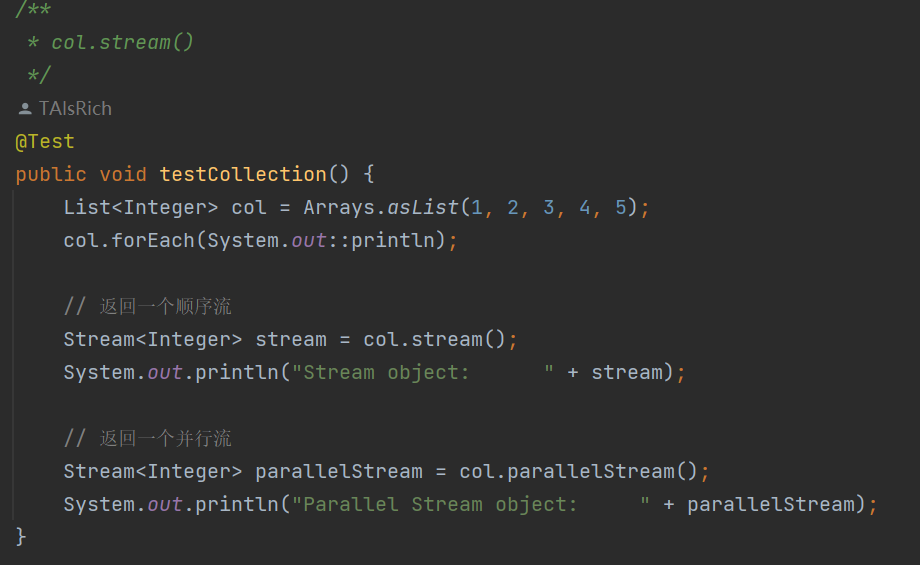 /**
 * col.stream()
 */
TAIsRich
@Test
public void testCollection() {
    List<Integer> col = Arrays.asList(1, 2, 3, 4, 5);
    col.forEach(System.out::println);
    // 返回一个顺序流
    Stream<Integer> stream = col.stream();
    System.out.println("Stream object:      " + stream);
    // 返回一个并行流
    Stream<Integer> parallelStream = col.parallelStream();
    System.out.println("Parallel Stream object:     " + parallelStream);
}